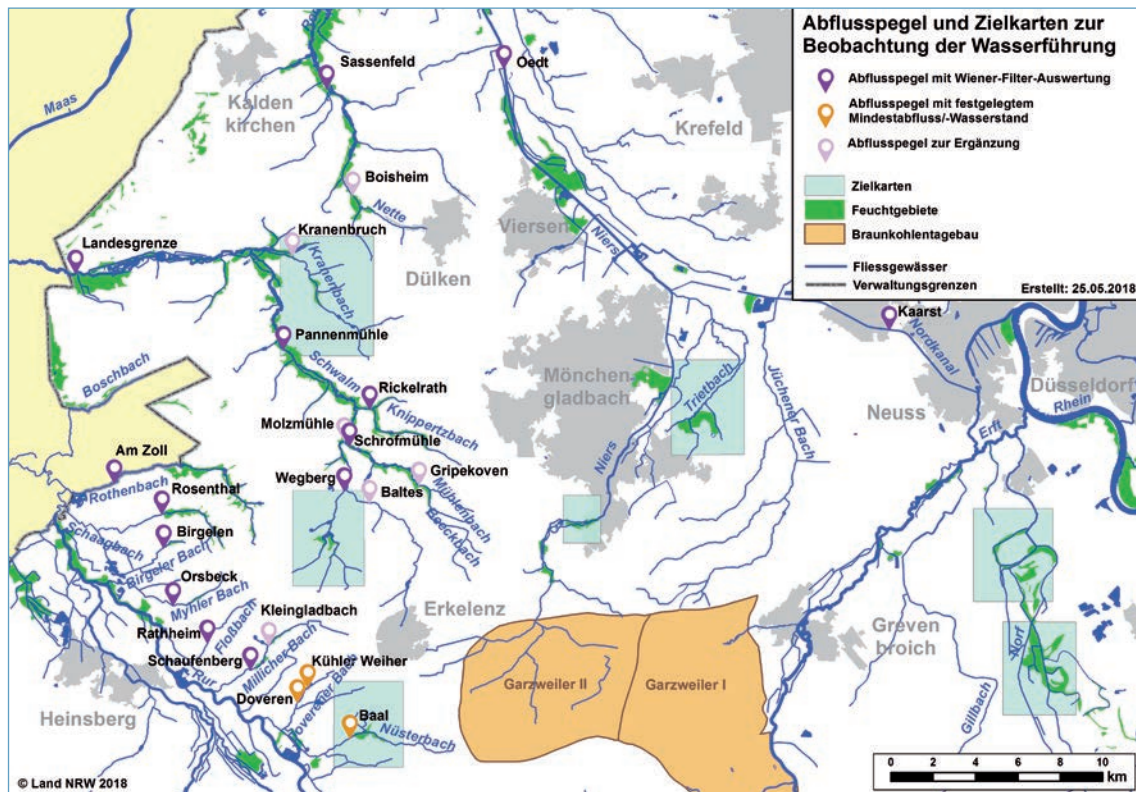 Abflusspegel und Zielkarten zur
Beobachtung der Wasserführung
Abflusspegel mit Wiener-Filter-Auswertung
Abflusspegel mit festgelegtem
Mindestabfluss/-Wasserstand
Abflusspegel zur Ergänzung
Zielkarten
Feuchtgebiete
Braunkohlentagebau
Fliessgewässer
Verwaltungsgrenzen
Erstellt: 25.05.2018
Maas
Sassenfeld
Kalden
kirchen
Oedt
Krefeld
Boisheim
Nette
Viersen
Niers
Dülken
Kranenbruch
Kranenbach
Landesgrenze
Pannenmühle
Boschbach
Schwalm
Rickelrath
Knippertzbach
Molzmühle
Schrofmühle
Mönchen
gladbach
Trietbach
Jüchener Bach
Kaarst
Nordkanal
Neuss
Düsseldorf
Rhein
Erft
Am Zoll
Rothenbach
Rosenthal
Wegberg
Baltes
Gripekoven
Mühlenbach
Beeckbach
Niers
Schaagbach
Birgelen
Birgeler Bach
Orsbeck
Myhler Bach
Kleingladbach
Rathheim
Floßbach
Schaufenberg
Millicher-Bach
Rur
Erkelenz
Kühler Weiher
Doveren
Doverener Bach
Heinsberg
Baal
Nüsterbach
Garzweiler II
Garzweiler I
Greven
broich
Gillbach
Norf
0 2 4 6 8 10
km
© Land NRW 2018